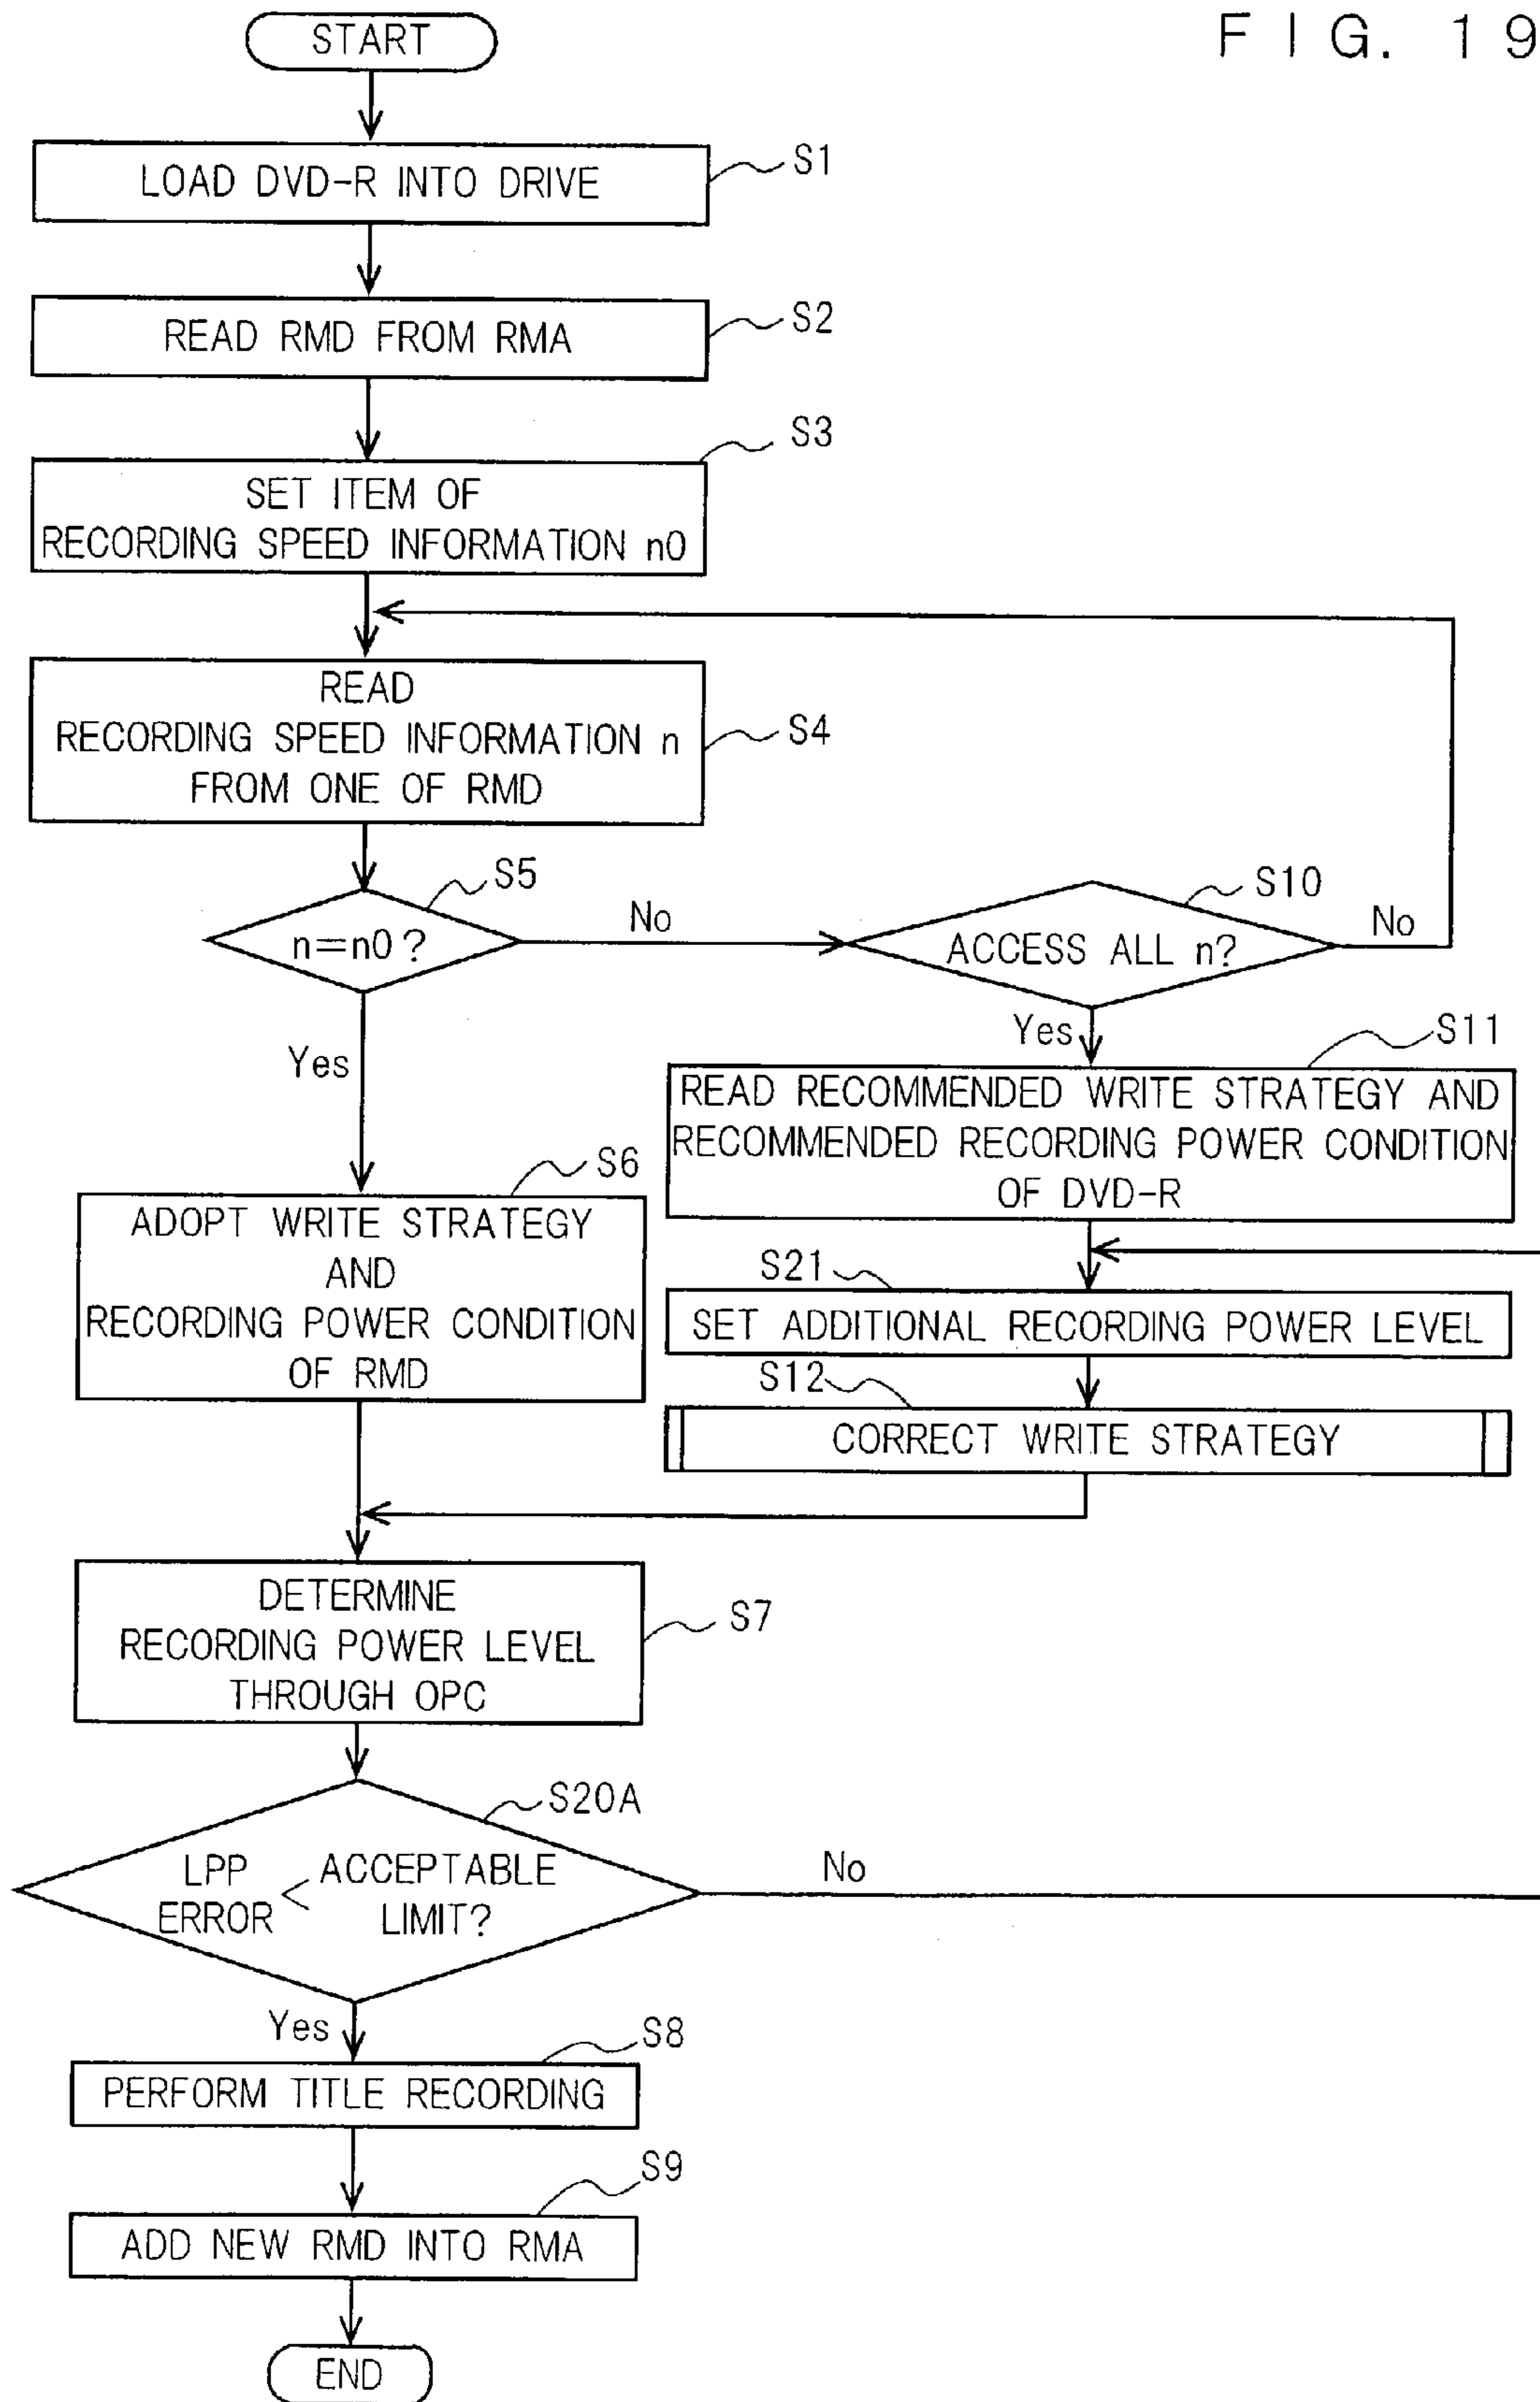 FIG. 19
START
LOAD DVD-R INTO DRIVE
S1
READ RMD FROM RMA
S2
SET ITEM OF
RECORDING SPEED INFORMATION n0
S3
READ
RECORDING SPEED INFORMATION n
FROM ONE OF RMD
S4
n=n0?
S5
No
Yes
ACCESS ALL n?
S10
No
Yes
READ RECOMMENDED WRITE STRATEGY AND
RECOMMENDED RECORDING POWER CONDITION
OF DVD-R
S11
ADOPT WRITE STRATEGY
AND
RECORDING POWER CONDITION
OF RMD
S6
S21
SET ADDITIONAL RECORDING POWER LEVEL
S12
CORRECT WRITE STRATEGY
DETERMINE
RECORDING POWER LEVEL
THROUGH OPC
S7
S20A
LPP ERROR < ACCEPTABLE LIMIT?
No
Yes
PERFORM TITLE RECORDING
S8
ADD NEW RMD INTO RMA
S9
END